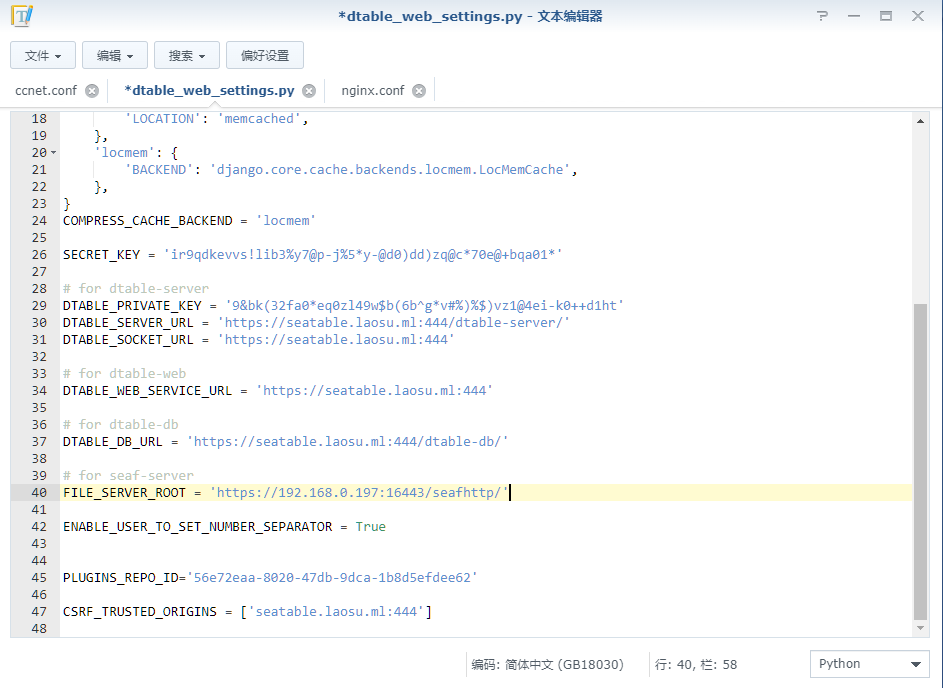 *dtable_web_settings.py - 文本编辑器
文件 编辑 搜索 偏好设置
ccnet.conf *dtable_web_settings.py nginx.conf
18 'LOCATION': 'memcached',
19 },
20 'locmem': {
21 'BACKEND': 'django.core.cache.backends.locmem.LocMemCache',
22 },
23 }
24 COMPRESS_CACHE_BACKEND = 'locmem'
25
26 SECRET_KEY = 'ir9qdkevvs!lib3%y7@p-j%5*y-@d0)dd)zq@c*70e@+bqa01*'
27
28 # for dtable-server
29 DTABLE_PRIVATE_KEY = '9&bk(32fa0*eq0zl49w$b(6b^g*v#%)%$)vz1@4ei-k0++d1ht'
30 DTABLE_SERVER_URL = 'https://seatable.laosu.ml:444/dtable-server/'
31 DTABLE_SOCKET_URL = 'https://seatable.laosu.ml:444'
32
33 # for dtable-web
34 DTABLE_WEB_SERVICE_URL = 'https://seatable.laosu.ml:444'
35
36 # for dtable-db
37 DTABLE_DB_URL = 'https://seatable.laosu.ml:444/dtable-db/'
38
39 # for seaf-server
40 FILE_SERVER_ROOT = 'https://192.168.0.197:16443/seafhttp/'
41
42 ENABLE_USER_TO_SET_NUMBER_SEPARATOR = True
43
44
45 PLUGINS_REPO_ID='56e72eaa-8020-47db-9dca-1b8d5efdee62'
46
47 CSRF_TRUSTED_ORIGINS = ['seatable.laosu.ml:444']
48
编码: 简体中文 (GB18030) 行: 40, 栏: 58 Python